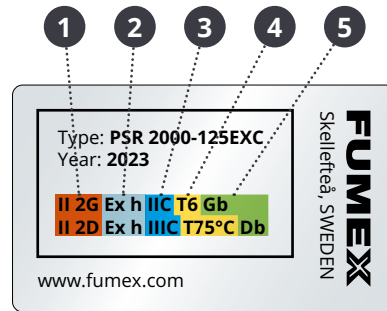 1 2 3 4 5
Type: PSR 2000-125EXC
Year: 2023
II 2G Ex h IIC T6 Gb
II 2D Ex h IIIC T75°C Db
www.fumex.com
FUMEX
Skellefteå, SWEDEN